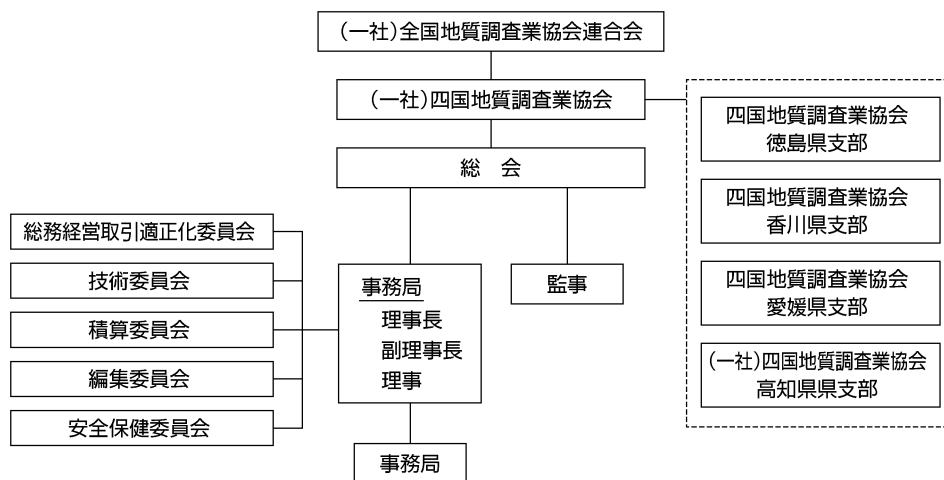 (一社)全国地質調査業協会連合会
(一社)四国地質調査業協会
総　会
四国地質調査業協会
徳島県支部
四国地質調査業協会
香川県支部
四国地質調査業協会
愛媛県支部
(一社)四国地質調査業協会
高知県県支部
総務経営取引適正化委員会
技術委員会
積算委員会
編集委員会
安全保健委員会
事務局
理事長
副理事長
理事
監事
事務局